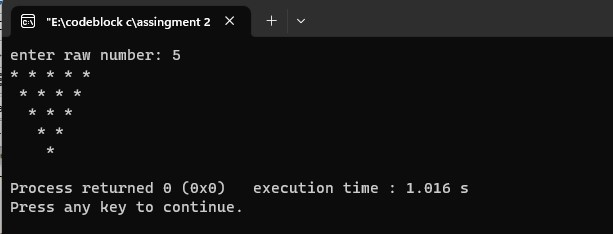 "E:\codeblock c\assingment 2
enter raw number: 5
* * * * *
 * * * *
  * * *
   * *
    *
Process returned 0 (0x0)   execution time : 1.016 s
Press any key to continue.